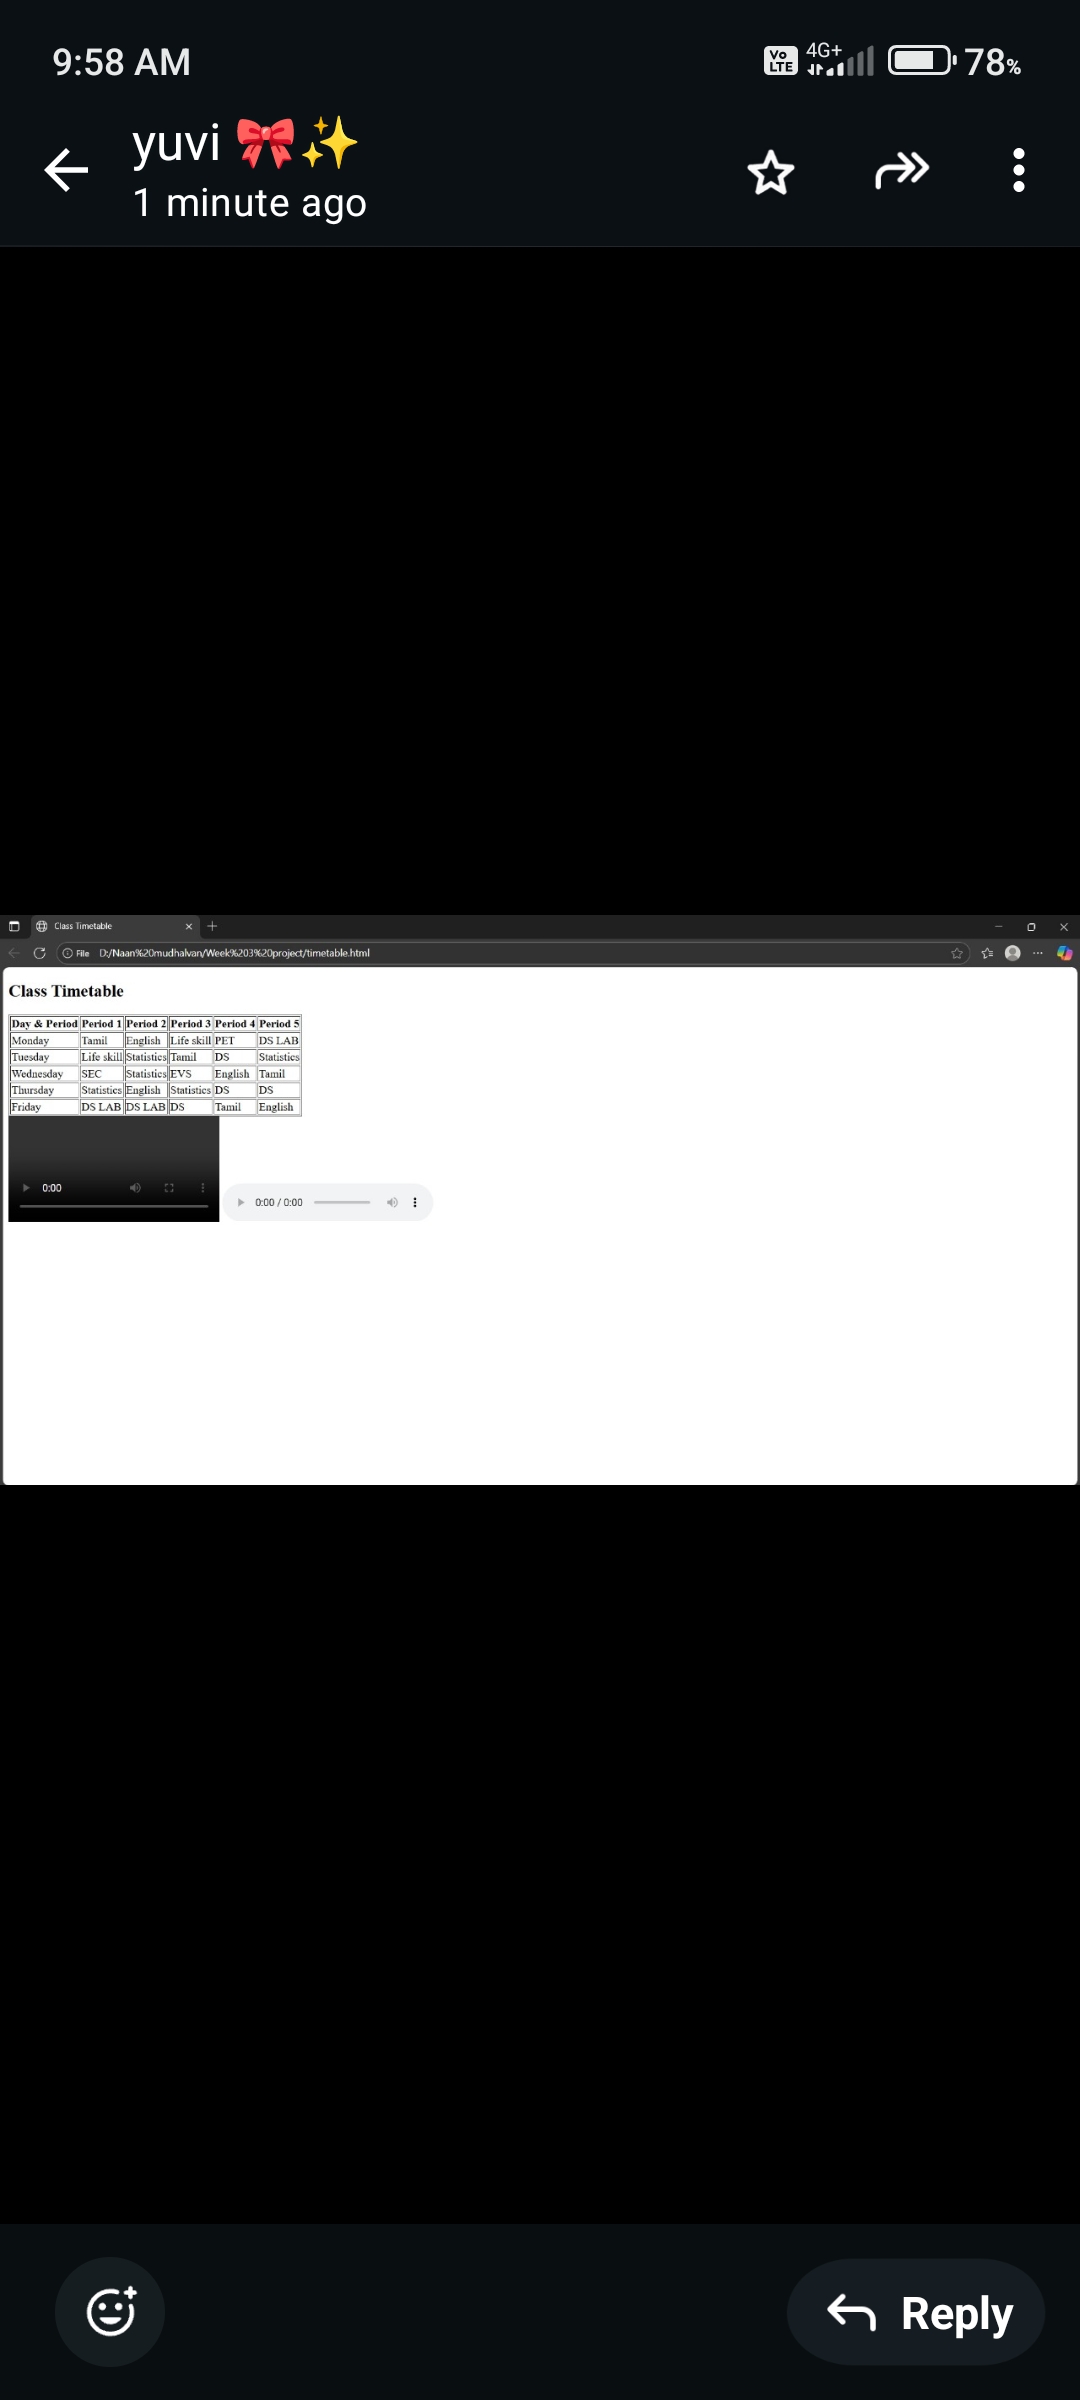 9:58 AM
Vo LTE 4G+ 78%
yuvi 🎀✨
1 minute ago
Class Timetable
File D:/Naan%20mudhalvan/Week%203%20project/timetable.html
Class Timetable
Day & Period Period 1 Period 2 Period 3 Period 4 Period 5
Monday Tamil English Life skill PET DS LAB
Tuesday Life skill Statistics Tamil DS Statistics
Wednesday SEC Statistics EVS English Tamil
Thursday Statistics English Statistics DS DS
Friday DS LAB DS LAB DS Tamil English
0:00
0:00 / 0:00
Reply